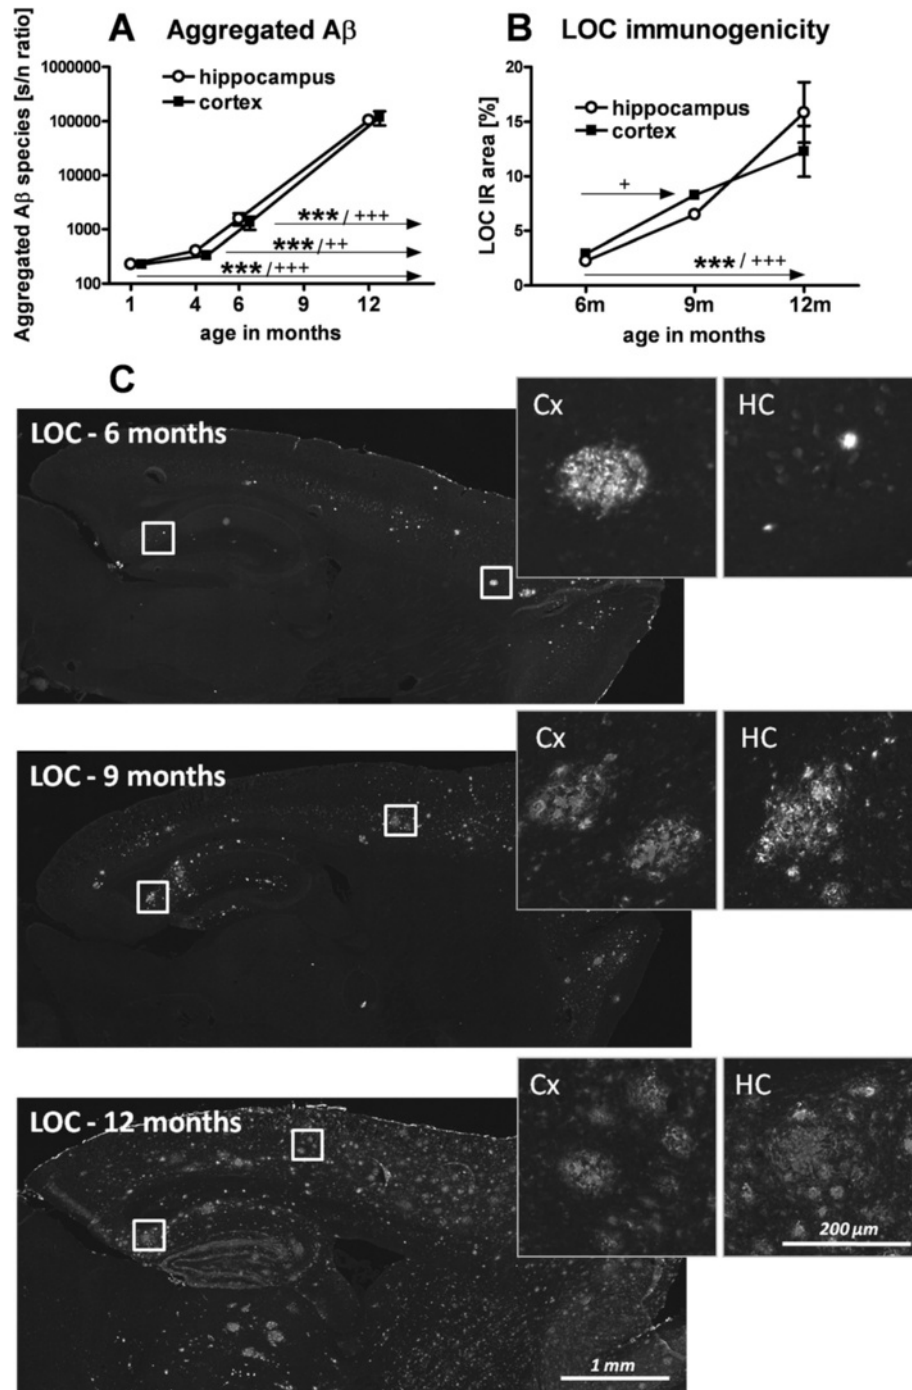 A Aggregated Aβ
Aggregated Aβ species [s/n ratio]
1000000
100000
10000
1000
100
hippocampus
cortex
***/+++
***/++
***/+++
1 4 6 9 12
age in months
B LOC immunogenicity
LOC IR area [%]
20
15
10
5
0
hippocampus
cortex
+
***/+++
6m 9m 12m
age in months
C
LOC - 6 months
Cx
HC
LOC - 9 months
Cx
HC
LOC - 12 months
Cx
HC
200 µm
1 mm